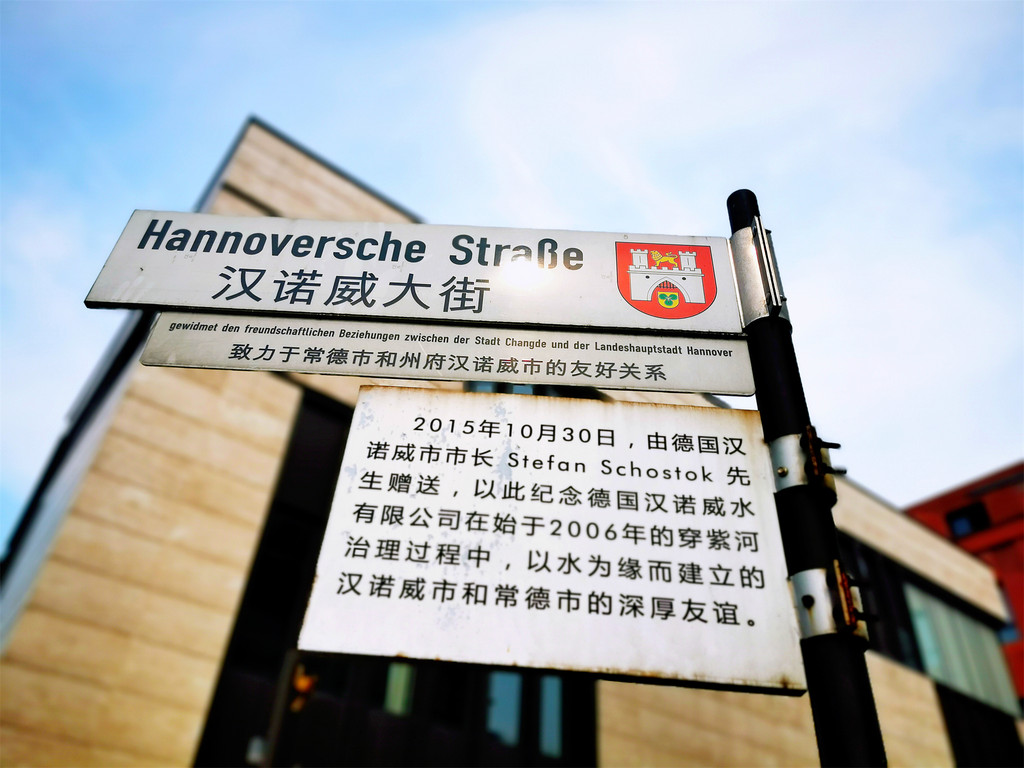 Hannoversche Straße
汉诺威大街
gewidmet den freundschaftlichen Beziehungen zwischen der Stadt Changde und der Landeshauptstadt Hannover
致力于常德市和州府汉诺威市的友好关系
2015年10月30日，由德国汉
诺威市市长 Stefan Schostok 先
生赠送，以此纪念德国汉诺威水
有限公司在始于2006年的穿紫河
治理过程中，以水为缘而建立的
汉诺威市和常德市的深厚友谊。